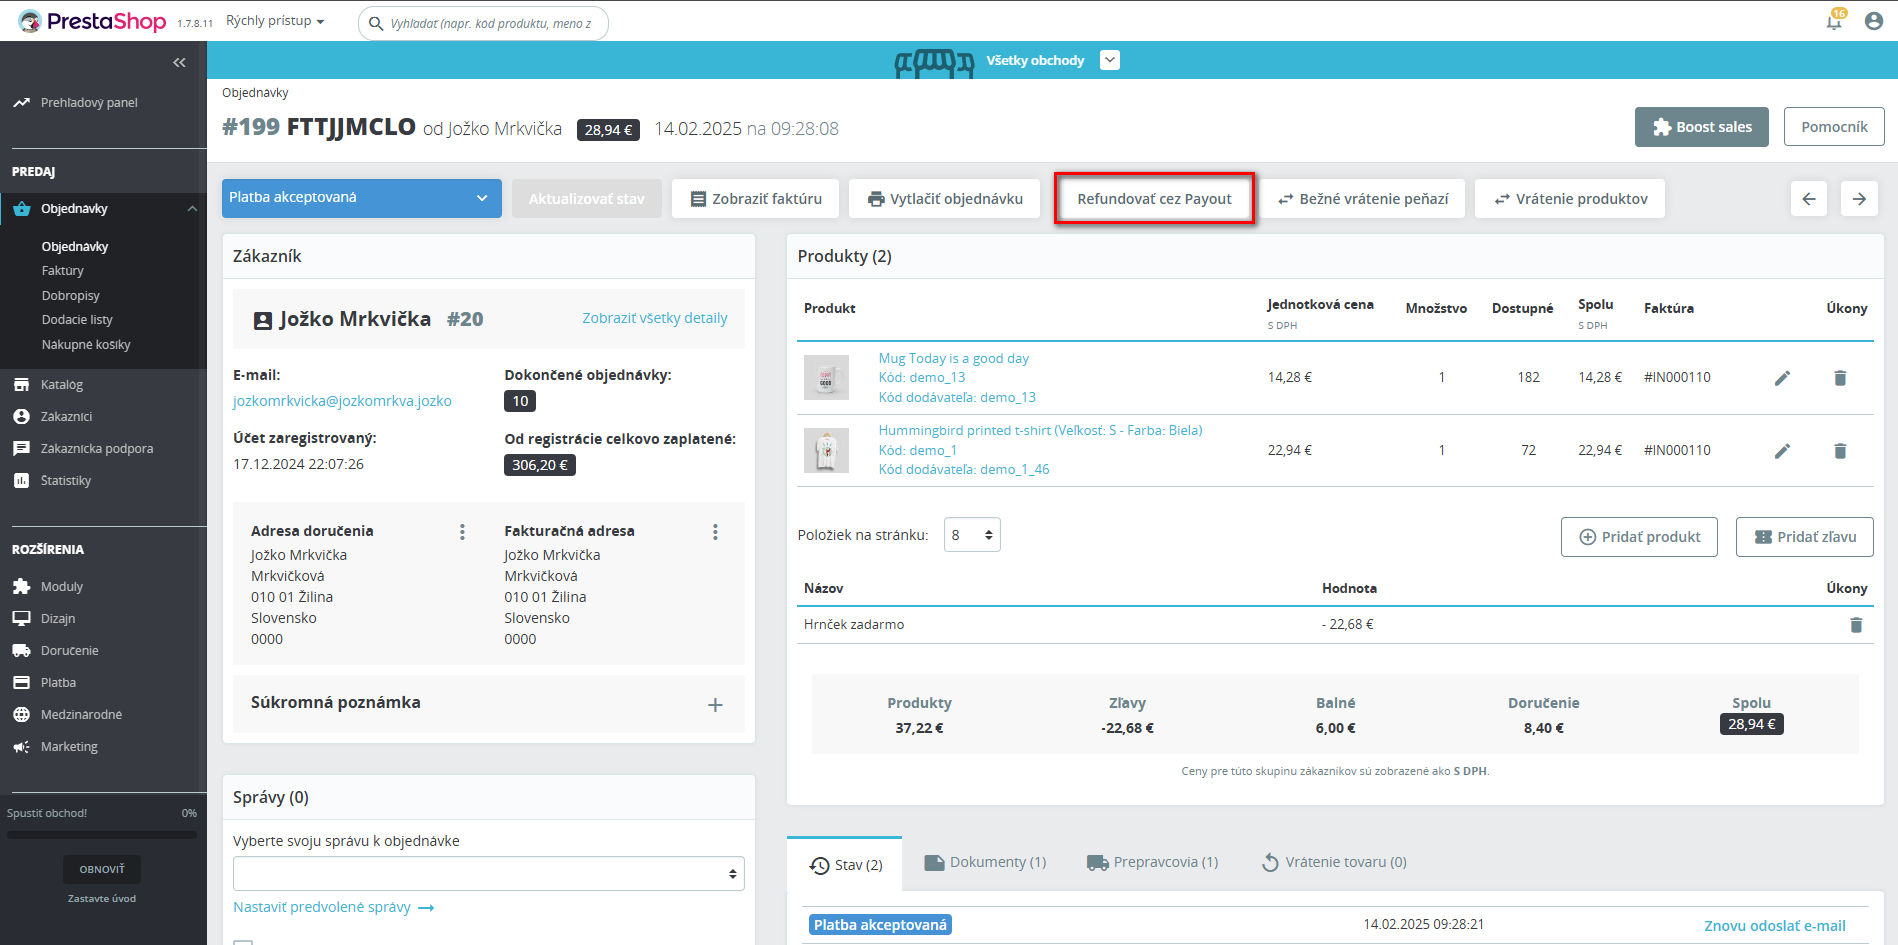 PrestaShop 1.7.8.11 Rýchly prístup Vyhľadať (napr. kód produktu, meno z 16
Všetky obchody
Prehľadový panel
PREDAJ
Objednávky
Objednávky
Faktúry
Dobropisy
Dodacie listy
Nákupné košíky
Katalóg
Zákazníci
Zákaznícka podpora
Štatistiky
ROZŠÍRENIA
Moduly
Dizajn
Doručenie
Platba
Medzinárodné
Marketing
Spustiť obchod! 0%
OBNOVIŤ
Zastavte úvod
Objednávky
#199 FTTJJMCLO od Jožko Mrkvička 28,94 € 14.02.2025 na 09:28:08
Boost sales Pomocník
Platba akceptovaná Aktualizovať stav Zobraziť faktúru Vytlačiť objednávku Refundovať cez Payout Bežné vrátenie peňazí Vrátenie produktov
Zákazník
Jožko Mrkvička #20 Zobraziť všetky detaily
E-mail:
jozkomrkvicka@jozkomrkva.jozko
Účet zaregistrovaný:
17.12.2024 22:07:26
Dokončené objednávky:
10
Od registrácie celkovo zaplatené:
306,20 €
Adresa doručenia
Jožko Mrkvička
Mrkvičková
010 01 Žilina
Slovensko
0000
Fakturačná adresa
Jožko Mrkvička
Mrkvičková
010 01 Žilina
Slovensko
0000
Súkromná poznámka
Správy (0)
Vyberte svoju správu k objednávke
Nastaviť predvolené správy
Produkty (2)
Produkt Jednotková cena S DPH Množstvo Dostupné Spolu S DPH Faktúra Úkony
Mug Today is a good day
Kód: demo_13
Kód dodávateľa: demo_13
14,28 € 1 182 14,28 € #IN000110
Hummingbird printed t-shirt (Veľkosť: S - Farba: Biela)
Kód: demo_1
Kód dodávateľa: demo_1_46
22,94 € 1 72 22,94 € #IN000110
Položiek na stránku: 8 Pridať produkt Pridať zľavu
Názov Hodnota Úkony
Hrnček zadarmo - 22,68 €
Produkty Zľavy Balné Doručenie Spolu
37,22 € -22,68 € 6,00 € 8,40 € 28,94 €
Ceny pre túto skupinu zákazníkov sú zobrazené ako S DPH.
Stav (2) Dokumenty (1) Prepravcovia (1) Vrátenie tovaru (0)
Platba akceptovaná 14.02.2025 09:28:21 Znovu odoslať e-mail